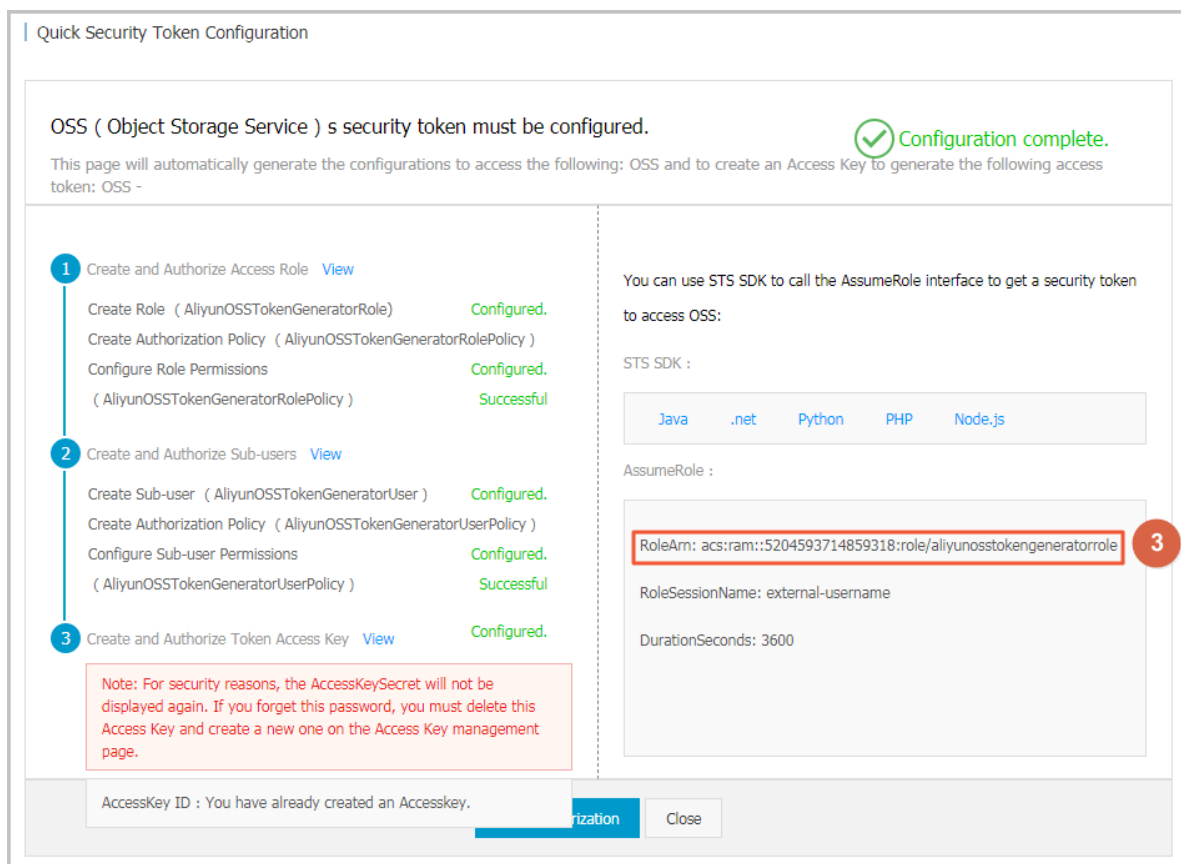 Quick Security Token Configuration
OSS ( Object Storage Service ) s security token must be configured.
Configuration complete.
This page will automatically generate the configurations to access the following: OSS and to create an Access Key to generate the following access
token: OSS -
1 Create and Authorize Access Role View
Create Role ( AliyunOSSTokenGeneratorRole) Configured.
Create Authorization Policy ( AliyunOSSTokenGeneratorRolePolicy )
Configure Role Permissions Configured.
( AliyunOSSTokenGeneratorRolePolicy ) Successful
2 Create and Authorize Sub-users View
Create Sub-user ( AliyunOSSTokenGeneratorUser ) Configured.
Create Authorization Policy ( AliyunOSSTokenGeneratorUserPolicy )
Configure Sub-user Permissions Configured.
( AliyunOSSTokenGeneratorUserPolicy ) Successful
3 Create and Authorize Token Access Key View Configured.
Note: For security reasons, the AccessKeySecret will not be
displayed again. If you forget this password, you must delete this
Access Key and create a new one on the Access Key management
page.
AccessKey ID : You have already created an Accesskey.
You can use STS SDK to call the AssumeRole interface to get a security token
to access OSS:
STS SDK :
Java .net Python PHP Node.js
AssumeRole :
RoleArn: acs:ram::5204593714859318:role/aliyunosstokengeneratorrole
3
RoleSessionName: external-username
DurationSeconds: 3600
rization
Close